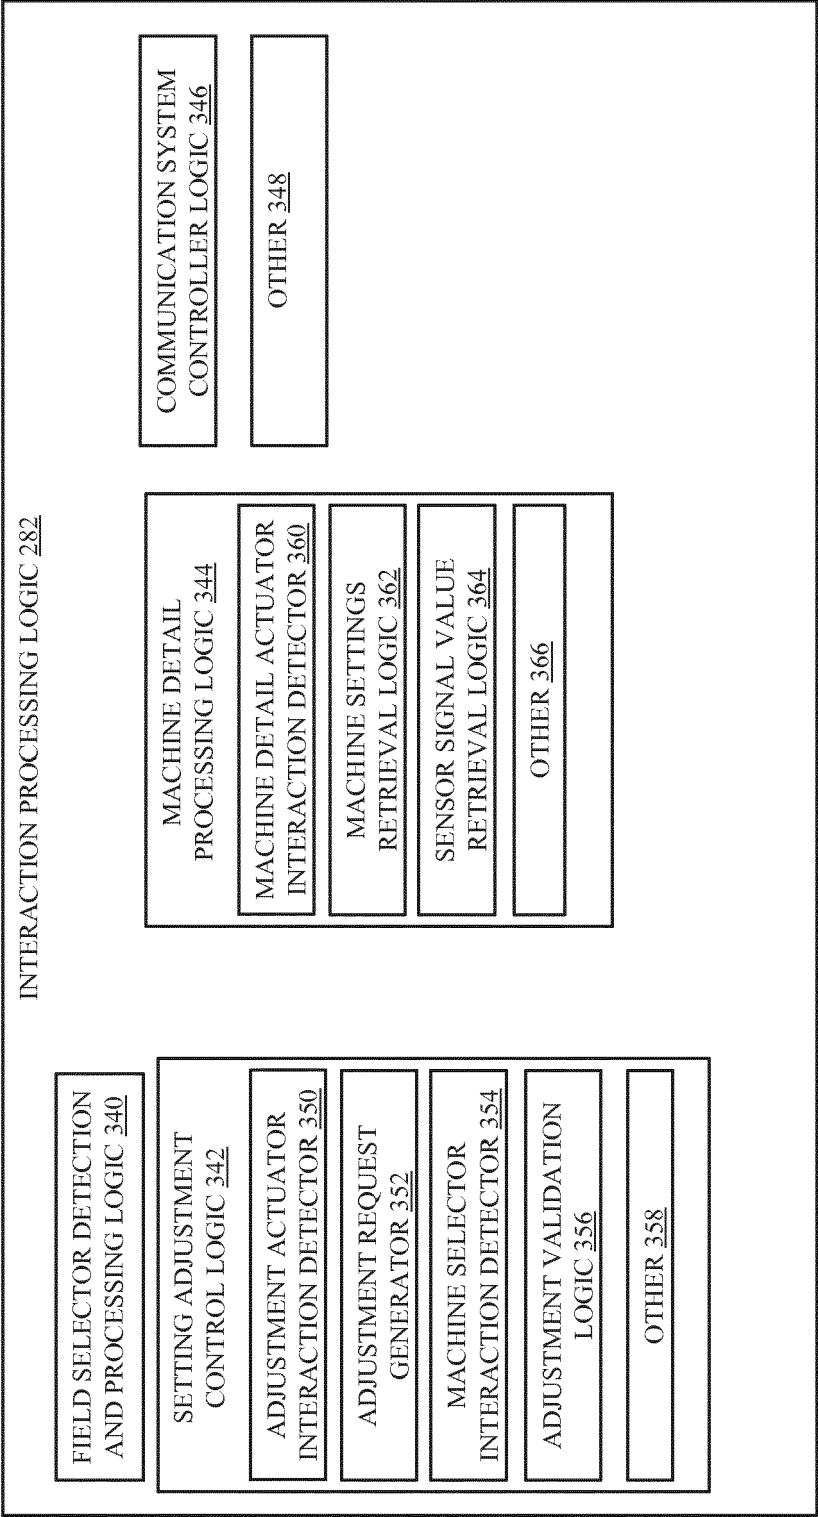 INTERACTION PROCESSING LOGIC 282
FIELD SELECTOR DETECTION
AND PROCESSING LOGIC 340
SETTING ADJUSTMENT
CONTROL LOGIC 342
ADJUSTMENT ACTUATOR
INTERACTION DETECTOR 350
ADJUSTMENT REQUEST
GENERATOR 352
MACHINE SELECTOR
INTERACTION DETECTOR 354
ADJUSTMENT VALIDATION
LOGIC 356
OTHER 358
MACHINE DETAIL
PROCESSING LOGIC 344
MACHINE DETAIL ACTUATOR
INTERACTION DETECTOR 360
MACHINE SETTINGS
RETRIEVAL LOGIC 362
SENSOR SIGNAL VALUE
RETRIEVAL LOGIC 364
OTHER 366
COMMUNICATION SYSTEM
CONTROLLER LOGIC 346
OTHER 348